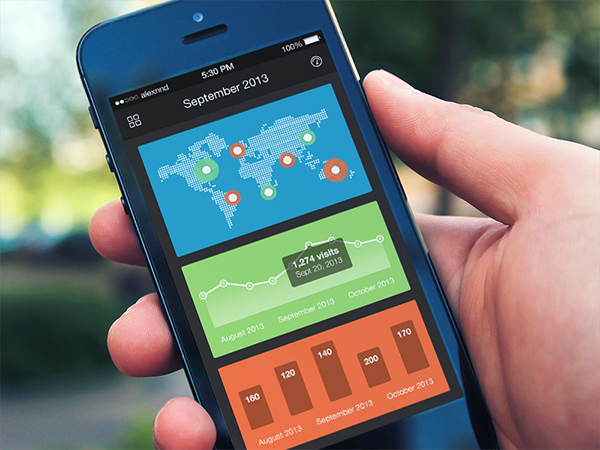 alexrnd 5:30 PM 100%
September 2013
1,274 visits
Sept 20, 2013
August 2013 September 2013 October 2013
160 120 140 200 170
August 2013 September 2013 October 2013